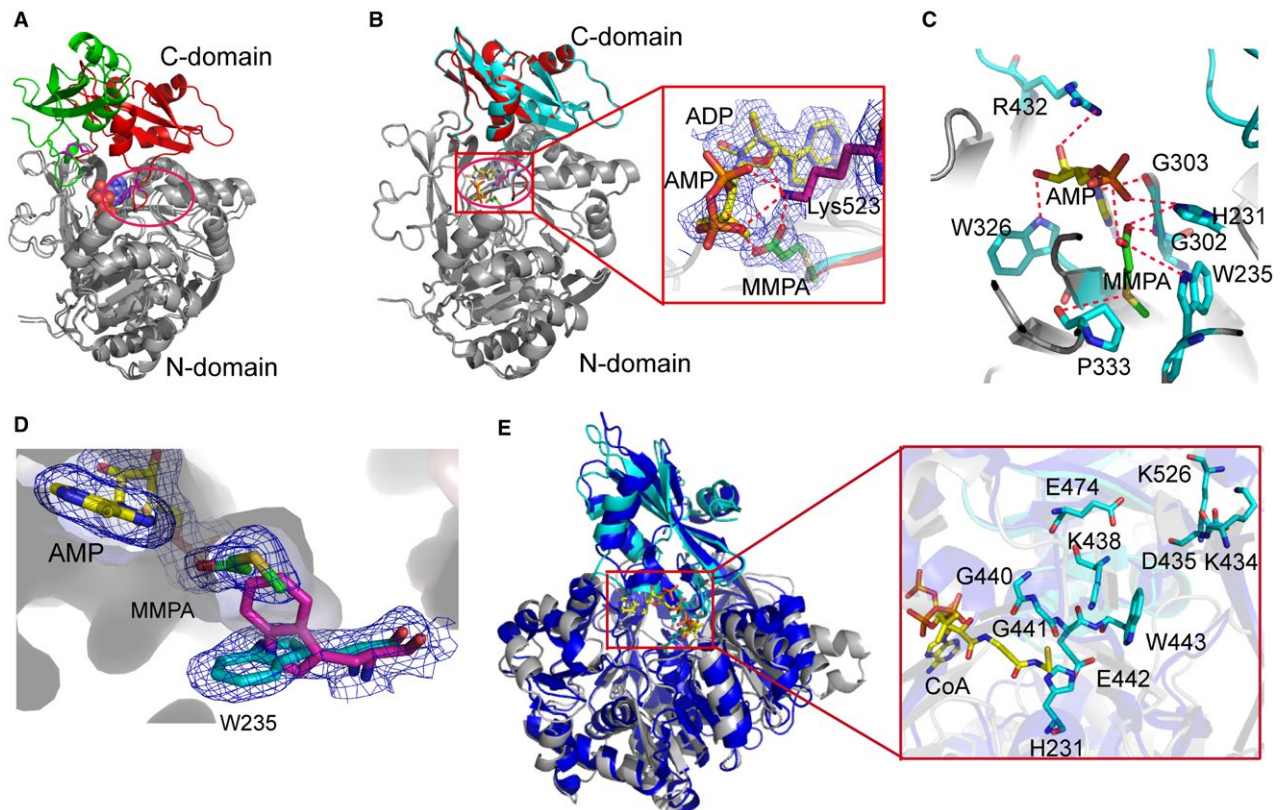 A
C-domain
N-domain
B
C-domain
N-domain
ADP
AMP
Lys523
MMPA
C
R432
G303
AMP
H231
W326
G302
MMPA
W235
P333
D
AMP
MMPA
W235
E
K526
E474
K438
D435 K434
G440
G441
W443
E442
CoA
H231